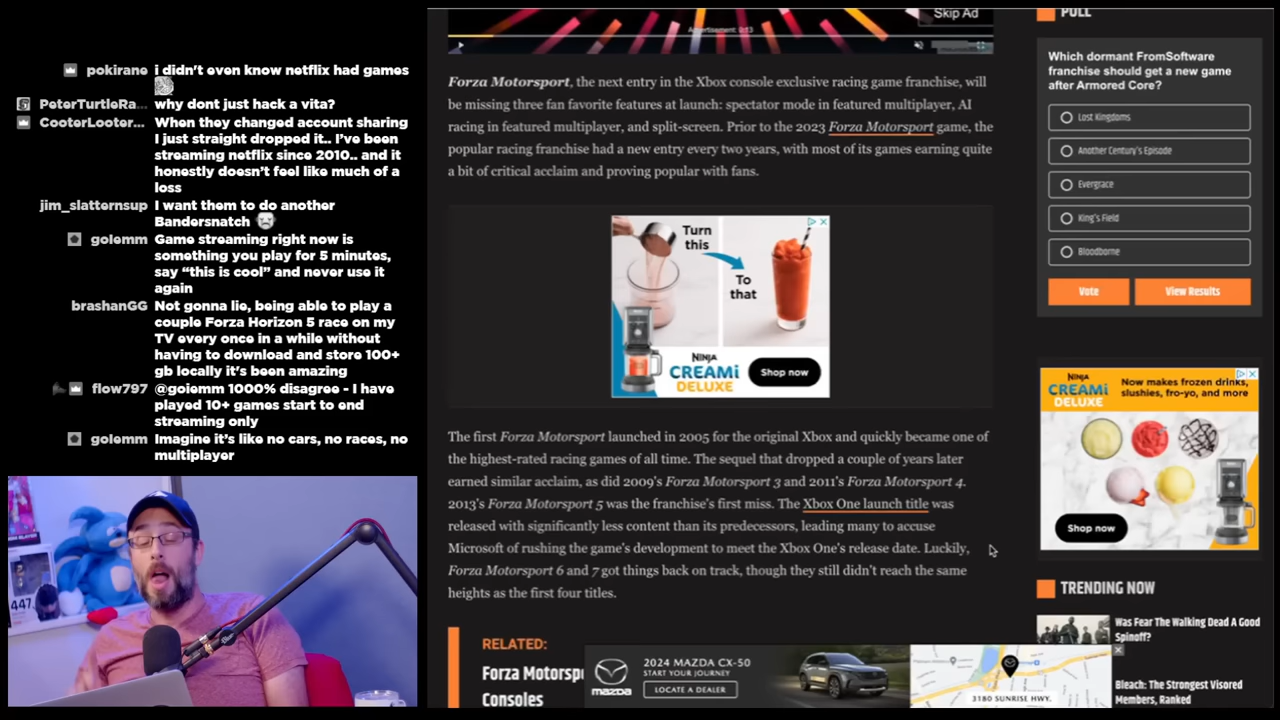 pokirane i didn't even know netflix had games
PeterTurtleRa... why dont just hack a vita?
CooterLooter... When they changed account sharing
I just straight dropped it.. I've been
streaming netflix since 2010.. and it
honestly doesn't feel like much of a
loss
jim_slatternsup I want them to do another
Bandersnatch
golemm Game streaming right now is
something you play for 5 minutes,
say “this is cool” and never use it
again
brashanGG Not gonna lie, being able to play a
couple Forza Horizon 5 race on my
TV every once in a while without
having to download and store 100+
gb locally it's been amazing
flow797 @goiemm 1000% disagree - I have
played 10+ games start to end
streaming only
golemm Imagine it's like no cars, no races, no
multiplayer
447
Skip Ad
Advertisement: 0:13
Forza Motorsport, the next entry in the Xbox console exclusive racing game franchise, will
be missing three fan favorite features at launch: spectator mode in featured multiplayer, AI
racing in featured multiplayer, and split-screen. Prior to the 2023 Forza Motorsport game, the
popular racing franchise had a new entry every two years, with most of its games earning quite
a bit of critical acclaim and proving popular with fans.
Turn
this
To
that
NINJA
CREAMi
DELUXE
Shop now
The first Forza Motorsport launched in 2005 for the original Xbox and quickly became one of
the highest-rated racing games of all time. The sequel that dropped a couple of years later
earned similar acclaim, as did 2009's Forza Motorsport 3 and 2011's Forza Motorsport 4.
2013's Forza Motorsport 5 was the franchise's first miss. The Xbox One launch title was
released with significantly less content than its predecessors, leading many to accuse
Microsoft of rushing the game's development to meet the Xbox One's release date. Luckily,
Forza Motorsport 6 and 7 got things back on track, though they still didn't reach the same
heights as the first four titles.
RELATED:
Forza Motorsp
Consoles
mazda
2024 MAZDA CX-50
START YOUR JOURNEY
LOCATE A DEALER
3180 SUNRISE HWY.
POLL
Which dormant FromSoftware
franchise should get a new game
after Armored Core?
Lost Kingdoms
Another Century's Episode
Evergrace
King's Field
Bloodborne
Vote
View Results
NINJA
CREAMi
DELUXE
Now makes frozen drinks,
slushies, fro-yo, and more
Shop now
TRENDING NOW
Was Fear The Walking Dead A Good
Spinoff?
Bleach: The Strongest Visored
Members, Ranked